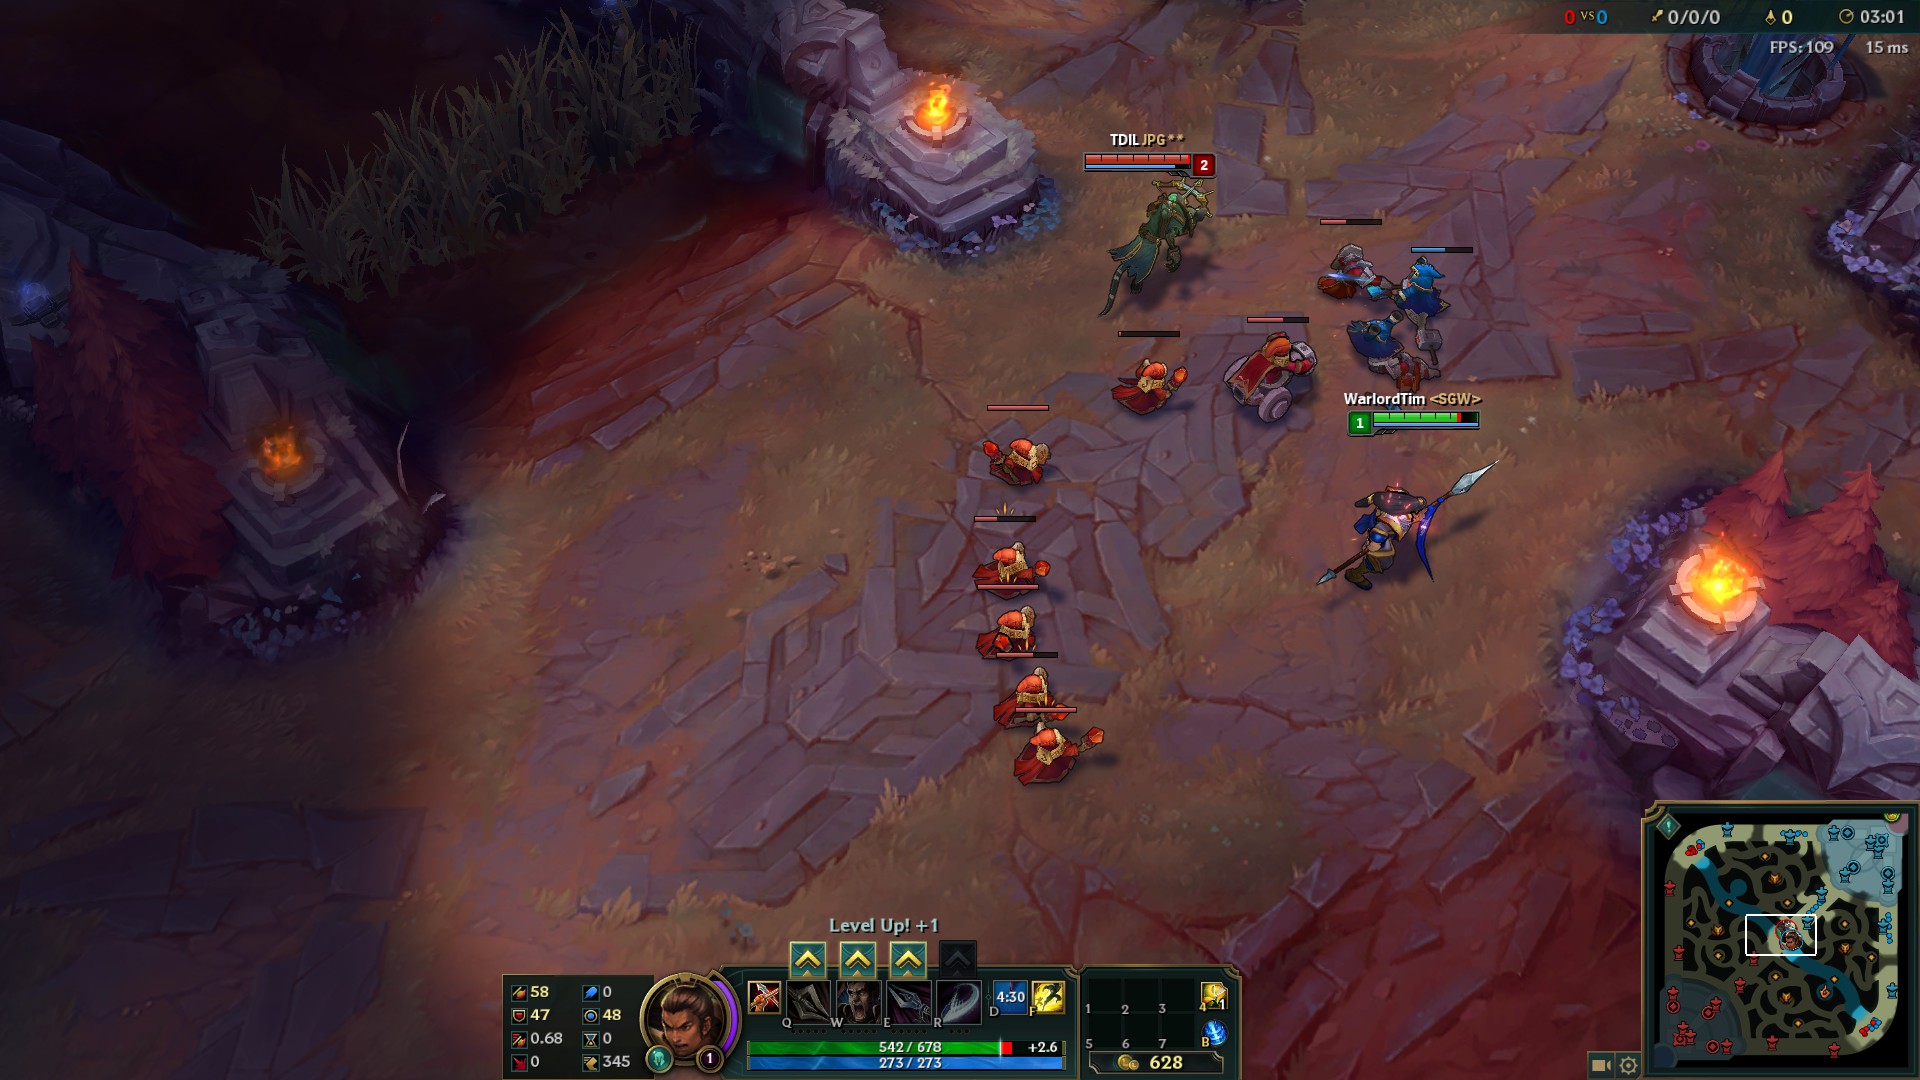 0 VS 0 0/0/0 0 03:01
FPS: 109 15 ms
TDIL JPG**
2
WarlordTim <SGW>
1
Level Up! +1
58 0
47 48
0.68 0
0 345
1
Q W E R
4:30
D F
542 / 678 +2.6
273 / 273
1 2 3 4 1
5 6 7 B
628